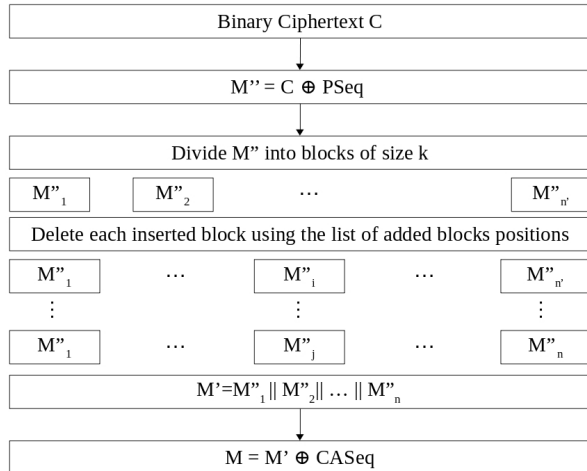 Binary Ciphertext C
M’’ = C ⊕ PSeq
Divide M” into blocks of size k
M”₁ M”₂ ⋯ M”ₙ'
Delete each inserted block using the list of added blocks positions
M”₁ ⋯ M”ᵢ ⋯ M”ₙ'
⋮ ⋮ ⋮
M”₁ ⋯ M”ⱼ ⋯ M”ₙ
M’=M”₁ || M”₂|| … || M”ₙ
M = M’ ⊕ CASeq